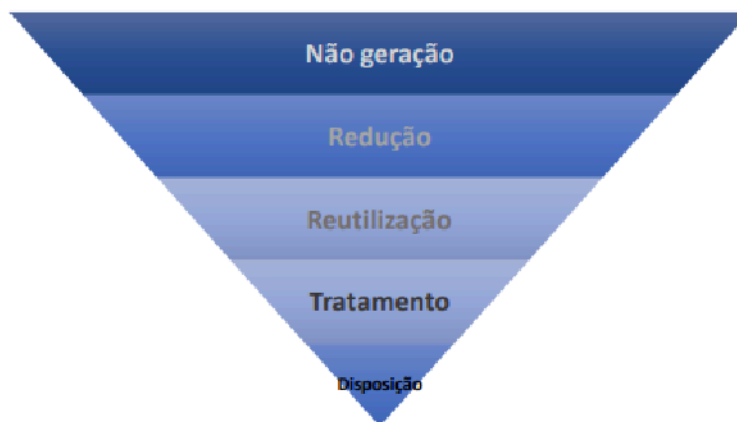 Não geração
Redução
Reutilização
Tratamento
Disposição